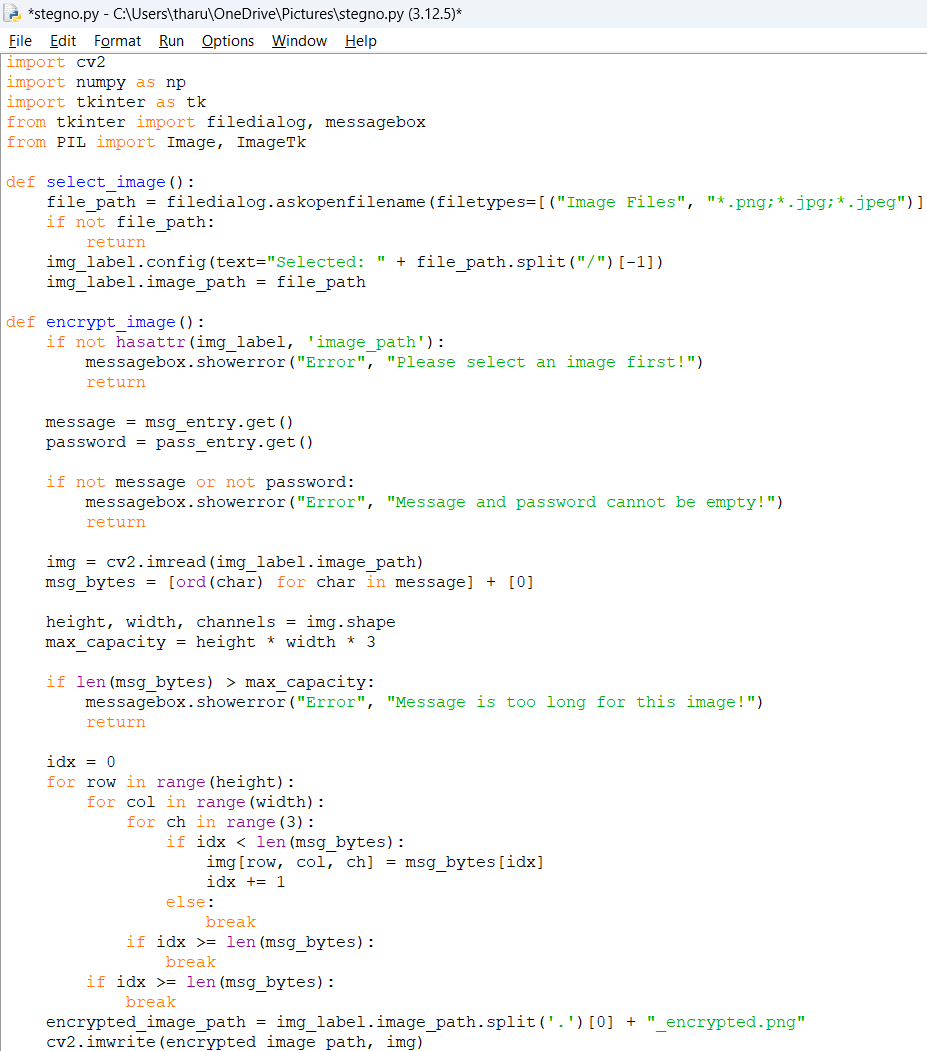 *stegno.py - C:\Users\tharu\OneDrive\Pictures\stegno.py (3.12.5)*
File Edit Format Run Options Window Help
import cv2
import numpy as np
import tkinter as tk
from tkinter import filedialog, messagebox
from PIL import Image, ImageTk

def select_image():
    file_path = filedialog.askopenfilename(filetypes=[("Image Files", "*.png;*.jpg;*.jpeg")]
    if not file_path:
        return
    img_label.config(text="Selected: " + file_path.split("/")[-1])
    img_label.image_path = file_path

def encrypt_image():
    if not hasattr(img_label, 'image_path'):
        messagebox.showerror("Error", "Please select an image first!")
        return

    message = msg_entry.get()
    password = pass_entry.get()

    if not message or not password:
        messagebox.showerror("Error", "Message and password cannot be empty!")
        return

    img = cv2.imread(img_label.image_path)
    msg_bytes = [ord(char) for char in message] + [0]

    height, width, channels = img.shape
    max_capacity = height * width * 3

    if len(msg_bytes) > max_capacity:
        messagebox.showerror("Error", "Message is too long for this image!")
        return

    idx = 0
    for row in range(height):
        for col in range(width):
            for ch in range(3):
                if idx < len(msg_bytes):
                    img[row, col, ch] = msg_bytes[idx]
                    idx += 1
                else:
                    break
            if idx >= len(msg_bytes):
                break
        if idx >= len(msg_bytes):
            break
    encrypted_image_path = img_label.image_path.split('.')[0] + "_encrypted.png"
    cv2.imwrite(encrypted_image_path, img)